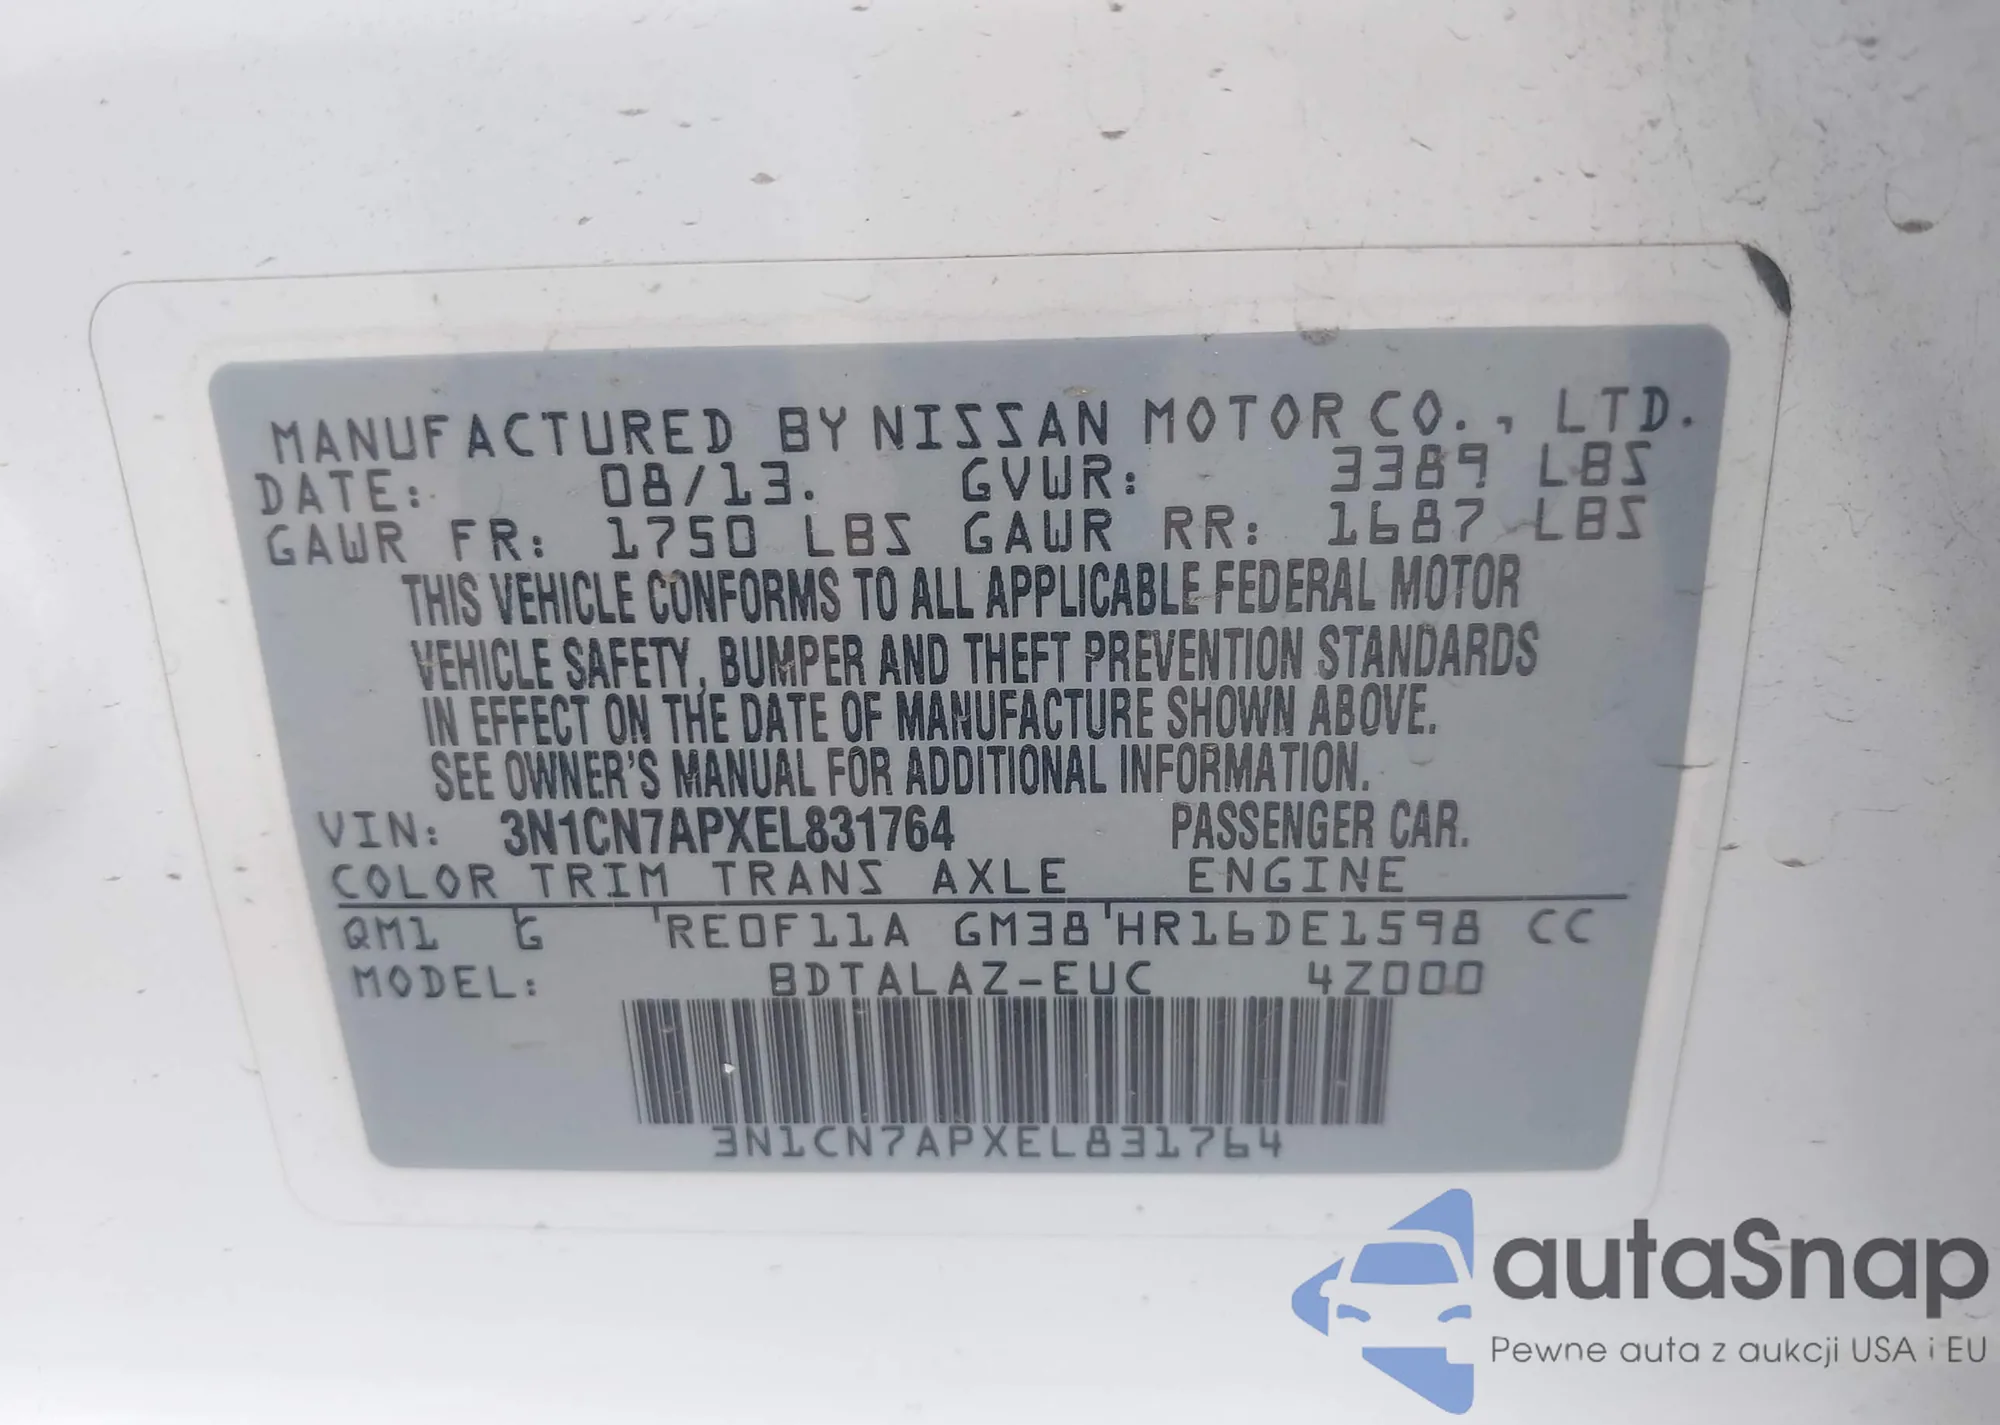 MANUFACTURED BY NISSAN MOTOR CO., LTD.
DATE: 08/13. GVWR: 3389 LBS
GAWR FR: 1750 LBS GAWR RR: 1687 LBS
THIS VEHICLE CONFORMS TO ALL APPLICABLE FEDERAL MOTOR
VEHICLE SAFETY, BUMPER AND THEFT PREVENTION STANDARDS
IN EFFECT ON THE DATE OF MANUFACTURE SHOWN ABOVE.
SEE OWNER'S MANUAL FOR ADDITIONAL INFORMATION.
VIN: 3N1CN7APXEL831764 PASSENGER CAR.
COLOR TRIM TRANS AXLE ENGINE
QM1 G RE0F11A GM38 HR16DE1598 CC
MODEL: BDTALAZ-EUC 4Z000
3N1CN7APXEL831764
autaSnap
Pewne auta z aukcji USA i EU